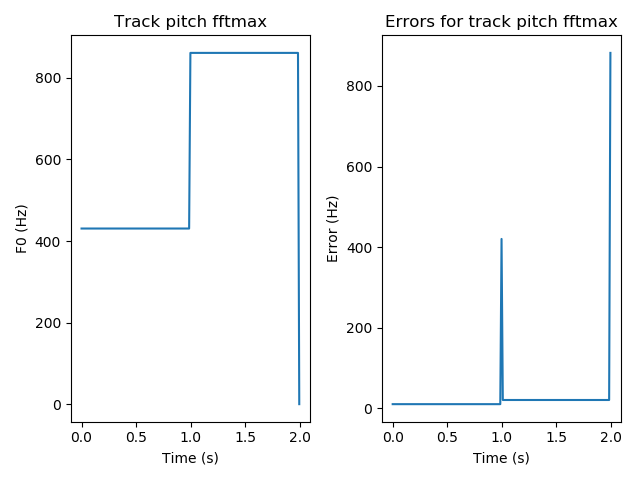 Track pitch fftmax
800
600
400
200
0
F0 (Hz)
0.0 0.5 1.0 1.5 2.0
Time (s)
Errors for track pitch fftmax
800
600
400
200
0
Error (Hz)
0.0 0.5 1.0 1.5 2.0
Time (s)